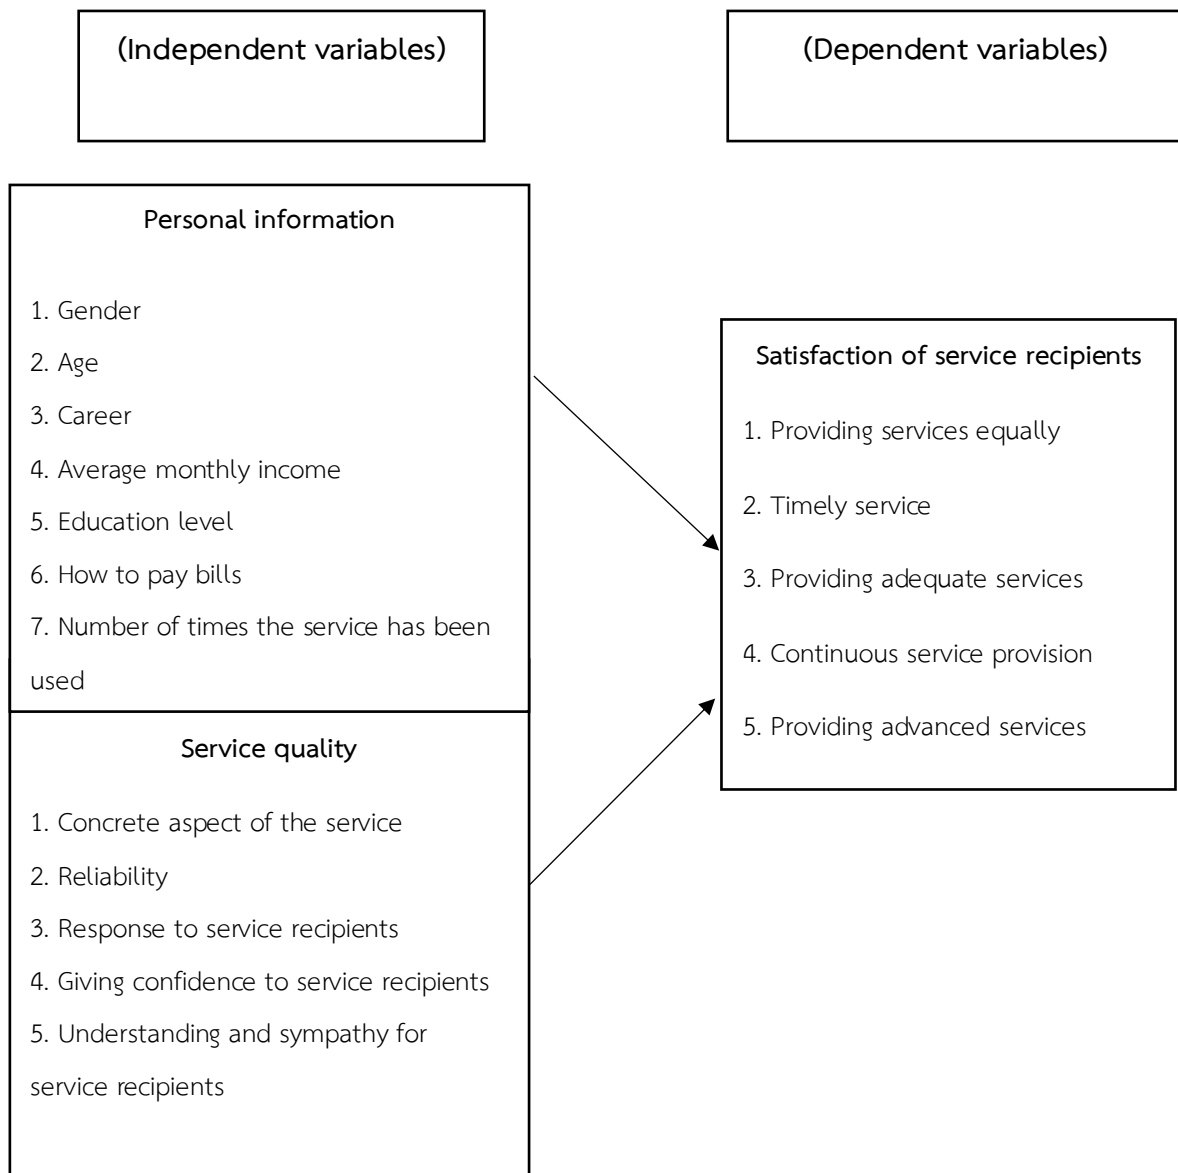 (Independent variables)
(Dependent variables)
Personal information
1. Gender
2. Age
3. Career
4. Average monthly income
5. Education level
6. How to pay bills
7. Number of times the service has been
used
Service quality
1. Concrete aspect of the service
2. Reliability
3. Response to service recipients
4. Giving confidence to service recipients
5. Understanding and sympathy for
service recipients
Satisfaction of service recipients
1. Providing services equally
2. Timely service
3. Providing adequate services
4. Continuous service provision
5. Providing advanced services